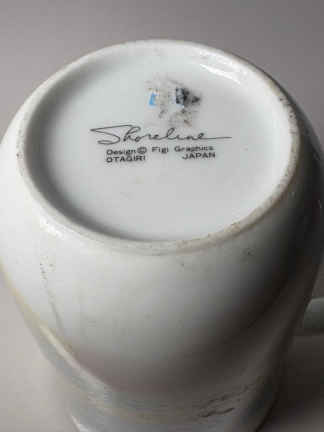 Shoreline
Design © Figi Graphics
OTAGIRI JAPAN